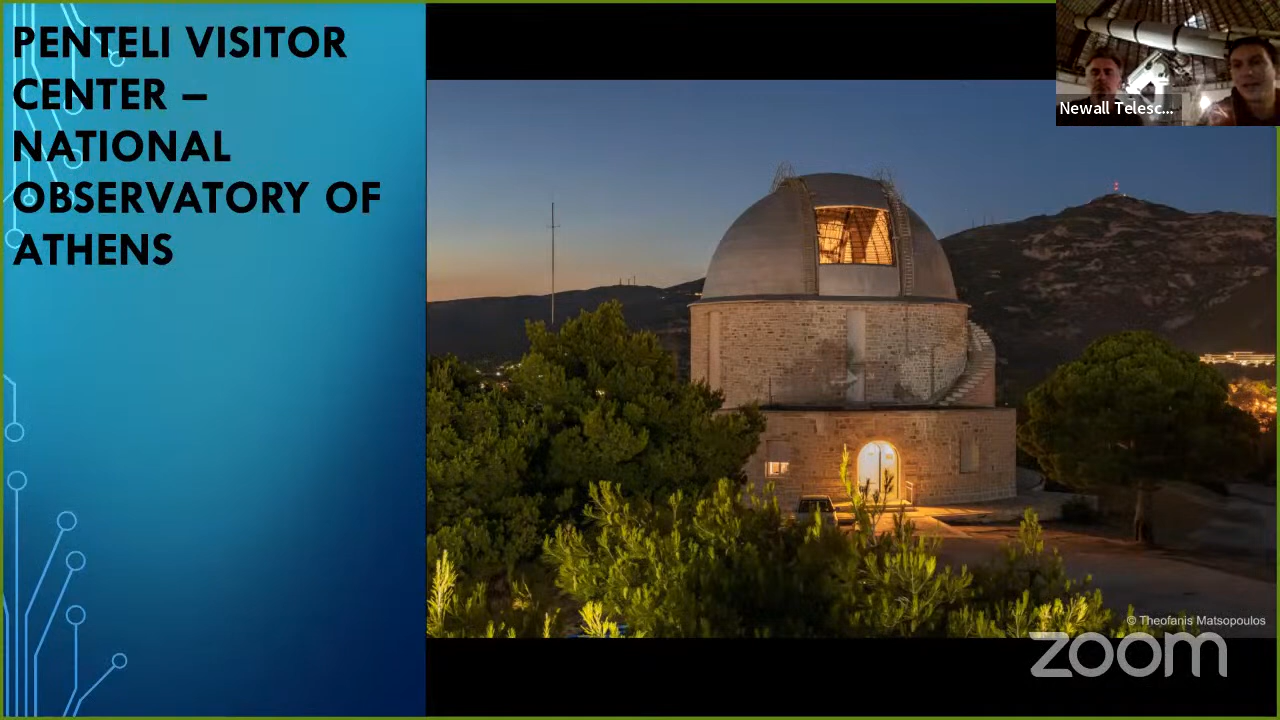 PENTELI VISITOR
CENTER –
NATIONAL
OBSERVATORY OF
ATHENS
Newall Telesc...
© Theofanis Matsopoulos
zoom